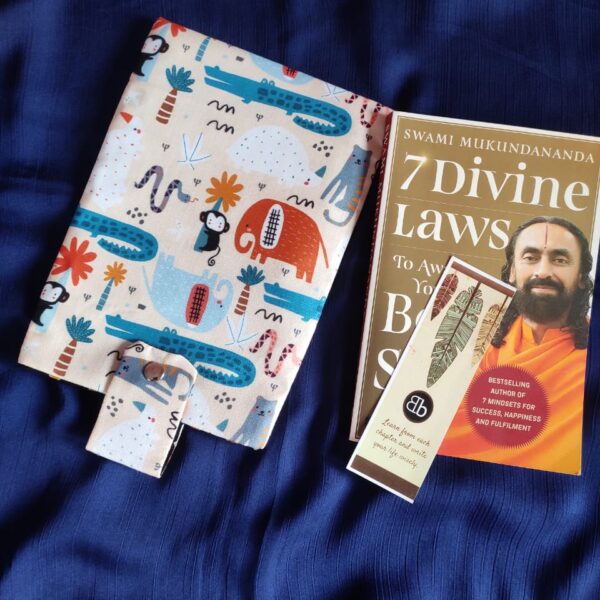 SWAMI MUKUNDANANDA
7 Divine
Laws
To Aw
Yo
Be
S
BESTSELLING
AUTHOR OF
7 MINDSETS FOR
SUCCESS, HAPPINESS
AND FULFILMENT
Learn from each
chapter and write
your life wisely.